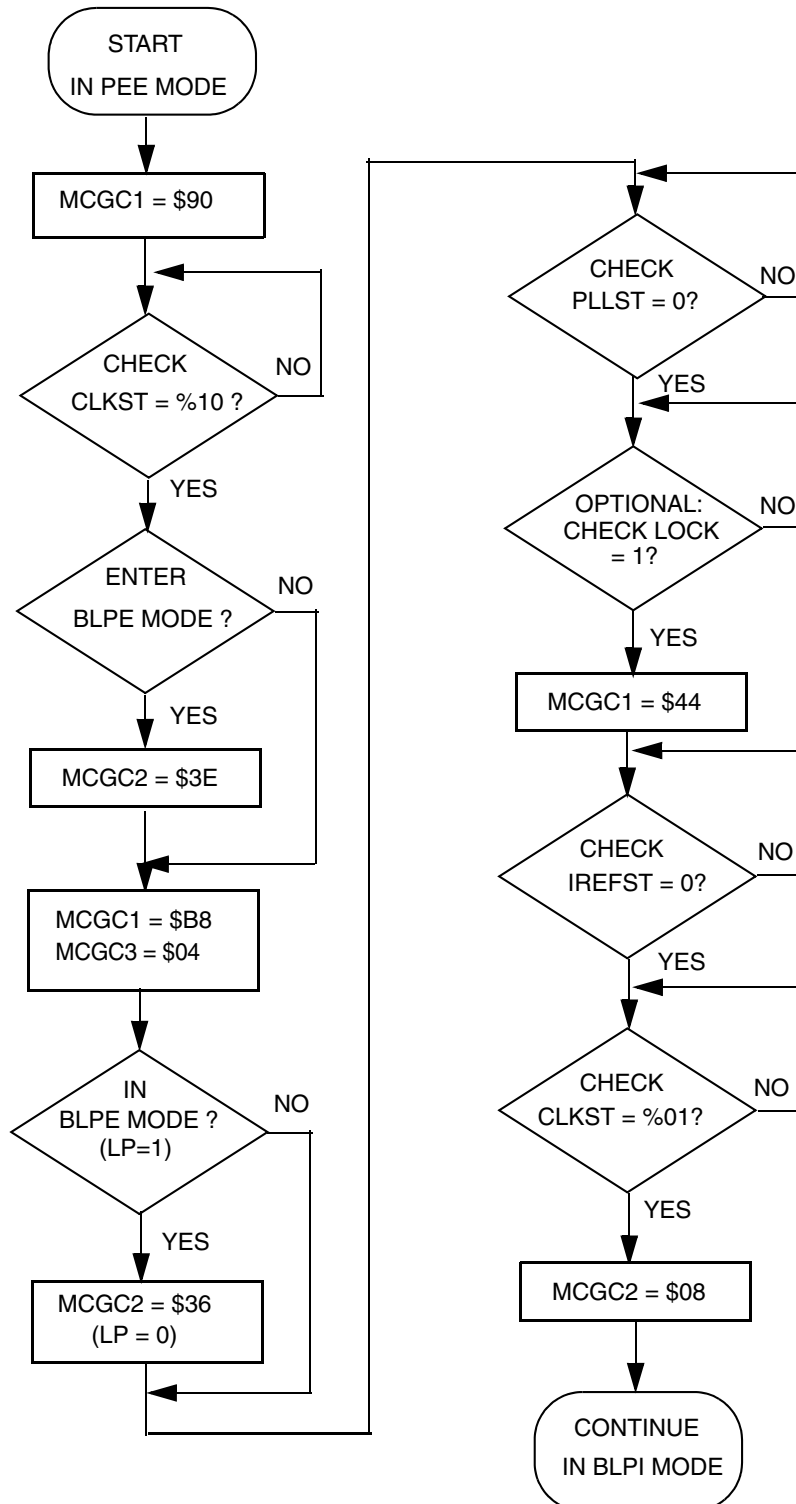 START
IN PEE MODE
MCGC1 = $90
CHECK
CLKST = %10 ?
NO
YES
ENTER
BLPE MODE ?
NO
YES
MCGC2 = $3E
MCGC1 = $B8
MCGC3 = $04
IN
BLPE MODE ?
(LP=1)
NO
YES
MCGC2 = $36
(LP = 0)
CHECK
PLLST = 0?
NO
YES
OPTIONAL:
CHECK LOCK
= 1?
NO
YES
MCGC1 = $44
CHECK
IREFST = 0?
NO
YES
CHECK
CLKST = %01?
NO
YES
MCGC2 = $08
CONTINUE
IN BLPI MODE